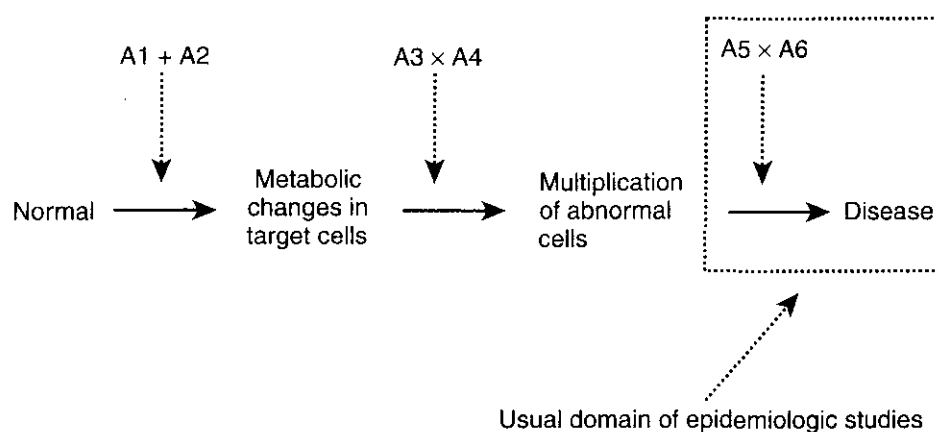 A1 + A2
A3 × A4
A5 × A6
Normal
Metabolic
changes in
target cells
Multiplication
of abnormal
cells
Disease
Usual domain of epidemiologic studies